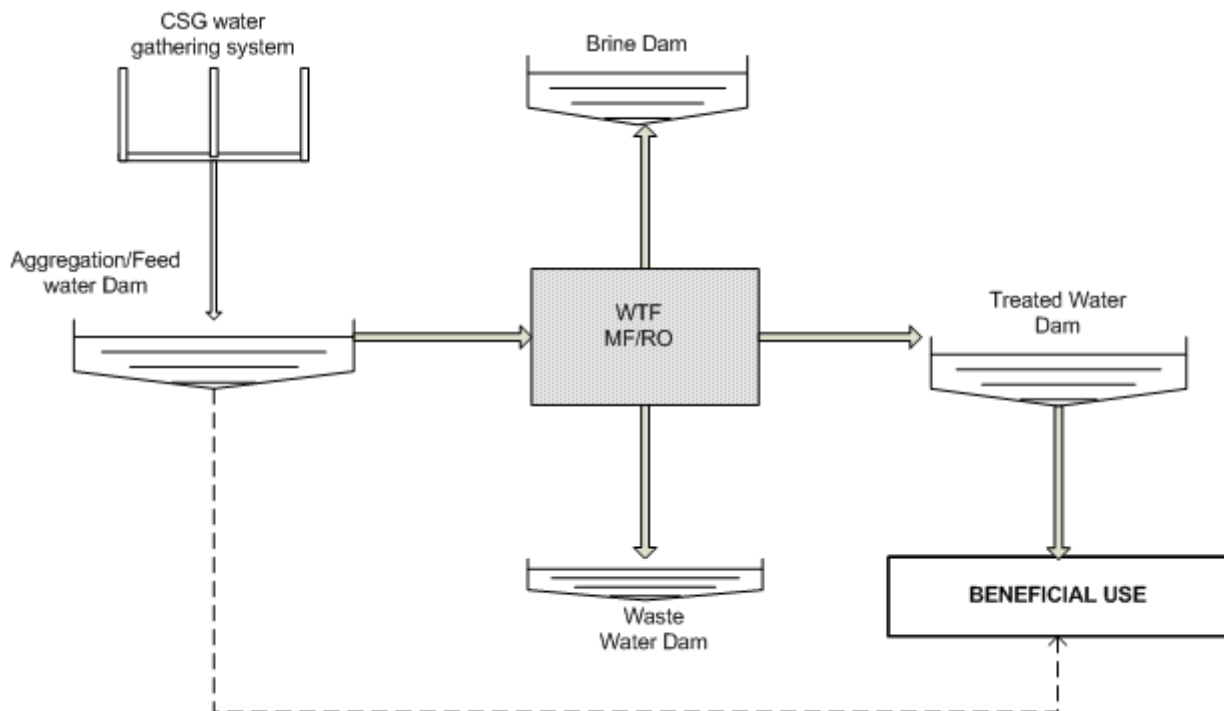 CSG water
gathering system
Brine Dam
Aggregation/Feed
water Dam
WTF
MF/RO
Treated Water
Dam
BENEFICIAL USE
Waste
Water Dam